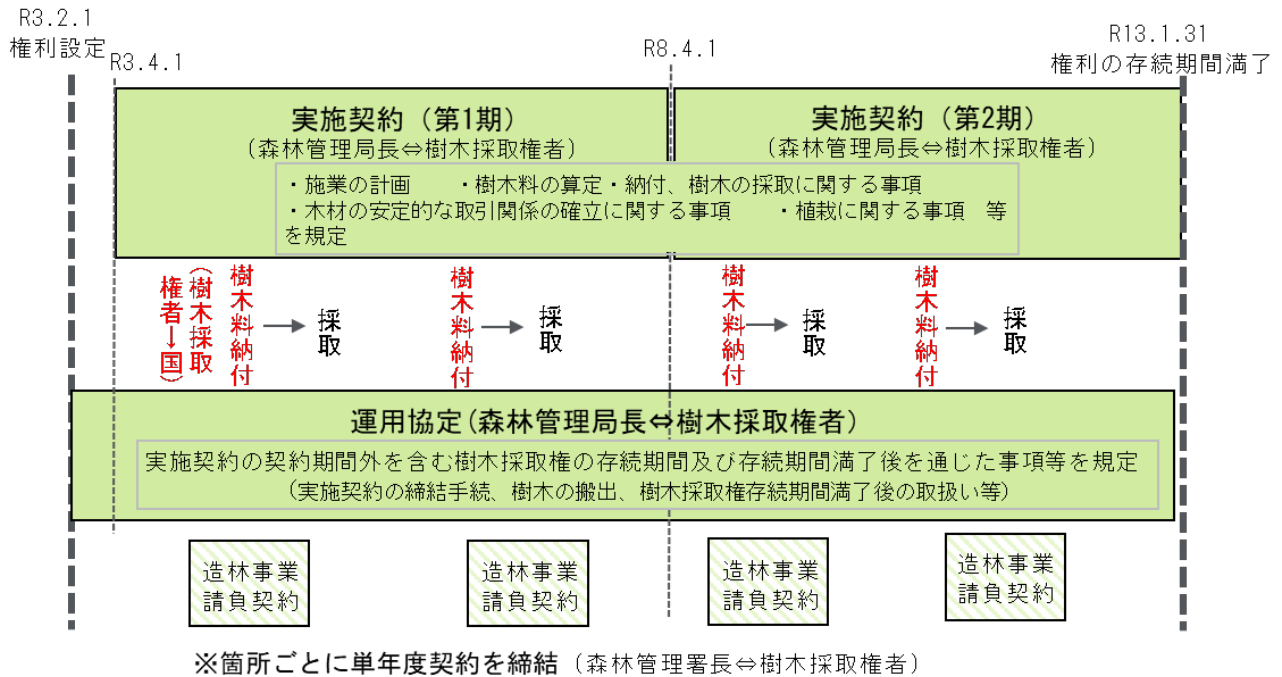 R3.2.1
権利設定
R3.4.1
R8.4.1
R13.1.31
権利の存続期間満了
実施契約（第1期）
（森林管理局長⇔樹木採取権者）
実施契約（第2期）
（森林管理局長⇔樹木採取権者）
・施業の計画　・樹木料の算定・納付、樹木の採取に関する事項
・木材の安定的な取引関係の確立に関する事項　・植栽に関する事項　等
を規定
樹木料納付
（樹木採取
権者→国）
→ 採取
樹木料納付
→ 採取
樹木料納付
→ 採取
樹木料納付
→ 採取
運用協定(森林管理局長⇔樹木採取権者)
実施契約の契約期間外を含む樹木採取権の存続期間及び存続期間満了後を通じた事項等を規定
（実施契約の締結手続、樹木の搬出、樹木採取権存続期間満了後の取扱い等）
造林事業
請負契約
造林事業
請負契約
造林事業
請負契約
造林事業
請負契約
※箇所ごとに単年度契約を締結（森林管理署長⇔樹木採取権者）